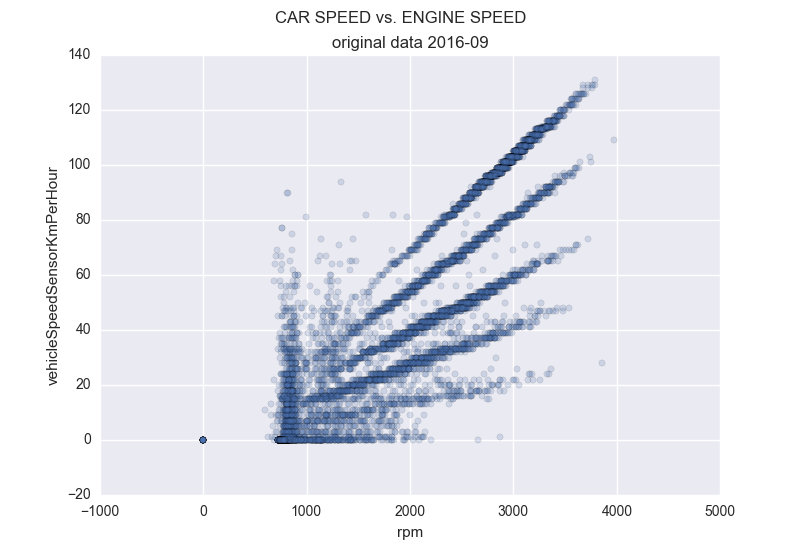 CAR SPEED vs. ENGINE SPEED
original data 2016-09
140
120
100
80
60
40
20
0
−20
vehicleSpeedSensorKmPerHour
−1000 0 1000 2000 3000 4000 5000
rpm